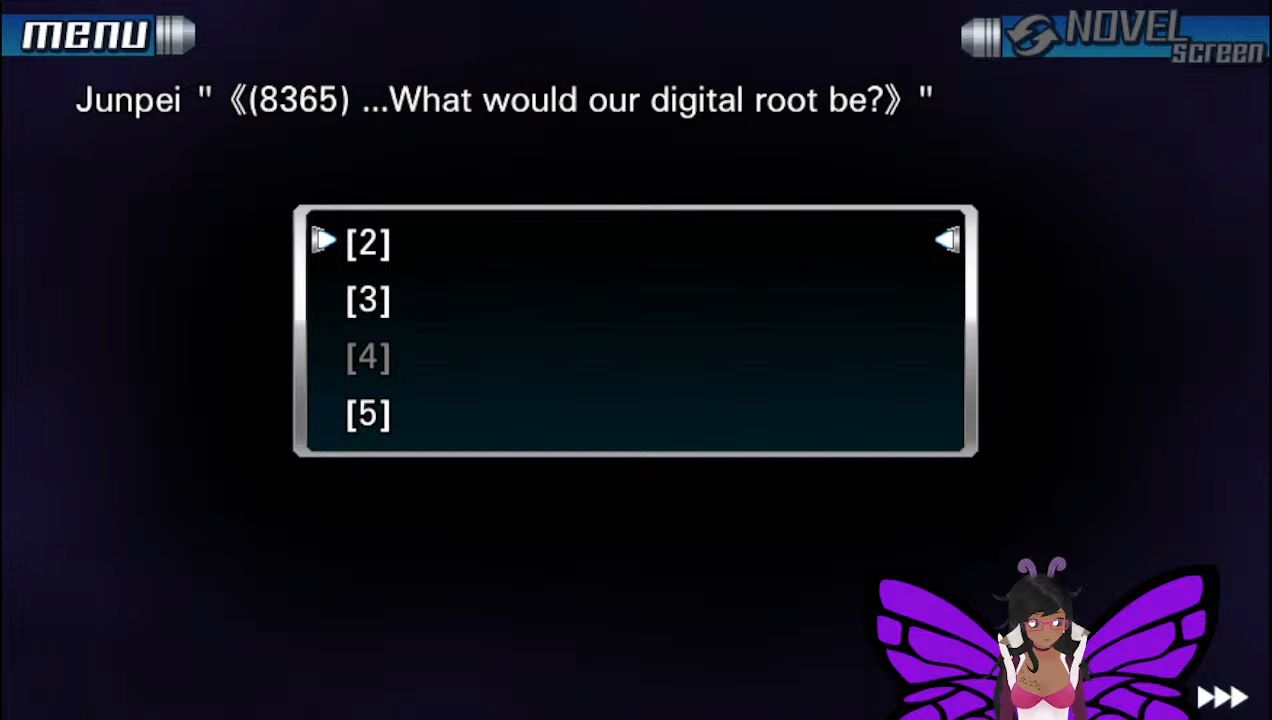 menu
NOVEL
screen
Junpei "《(8365) ...What would our digital root be?》"
[2]
[3]
[4]
[5]